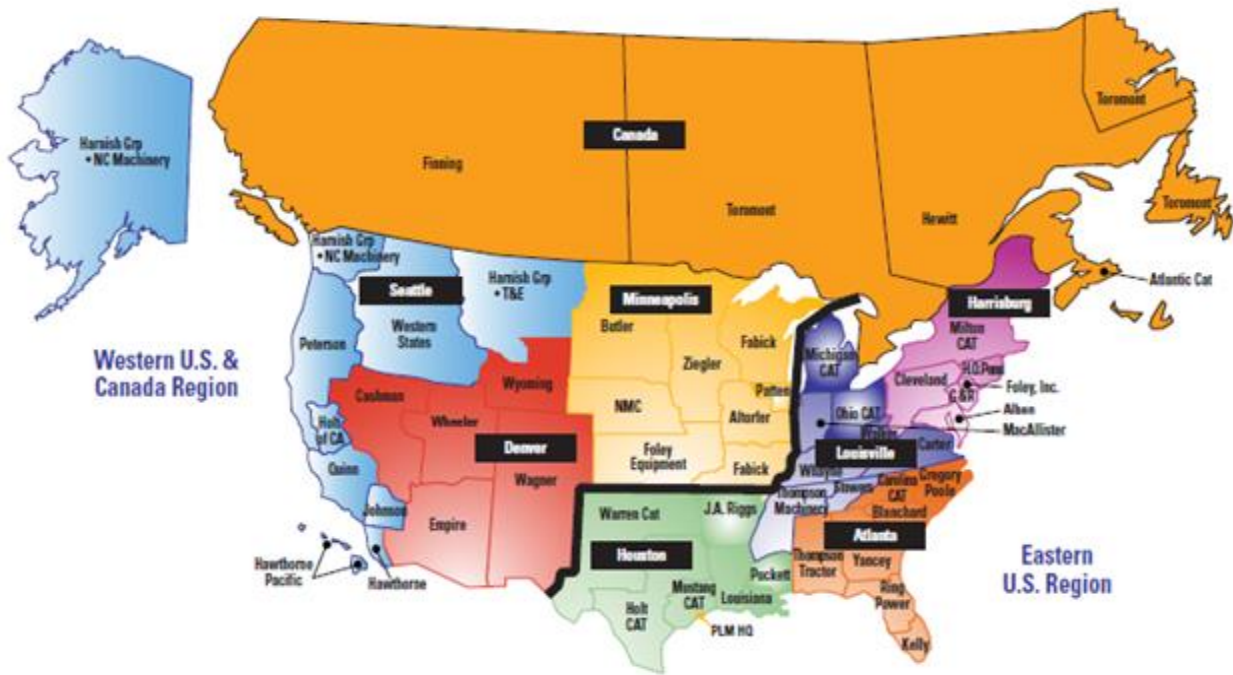 Toromont
Canada
Harnish Grp
• NC Machinery
Finning
Toromont
Hewitt
Toromont
Atlantic Cat
Harnish Grp
• NC Machinery
Harnish Grp
• T&E
Seattle
Minneapolis
Harrisburg
Butler
Fabick
Milton
CAT
Western
States
Peterson
Ziegler
Michigan
CAT
Western U.S. &
Canada Region
H.O. Penn
Cleveland
Foley, Inc.
G & R
Wyoming
Cashman
Patten
NMC
Altorfer
Ohio CAT
Alban
MacAllister
Holt
of CA
Wheeler
Denver
Foley
Equipment
Fabick
Carter
Louisville
Whayne
Quinn
Wagner
Thompson
Machinery
Stowers
Carolina
CAT
Gregory
Poole
Johnson
Empire
Warren Cat
J.A. Riggs
Blanchard
Atlanta
Houston
Hawthorne
Pacific
Hawthorne
Thompson
Tractor
Yancey
Eastern
U.S. Region
Puckett
Mustang
CAT
Louisiana
Holt
CAT
Ring
Power
PLM HQ
Kelly